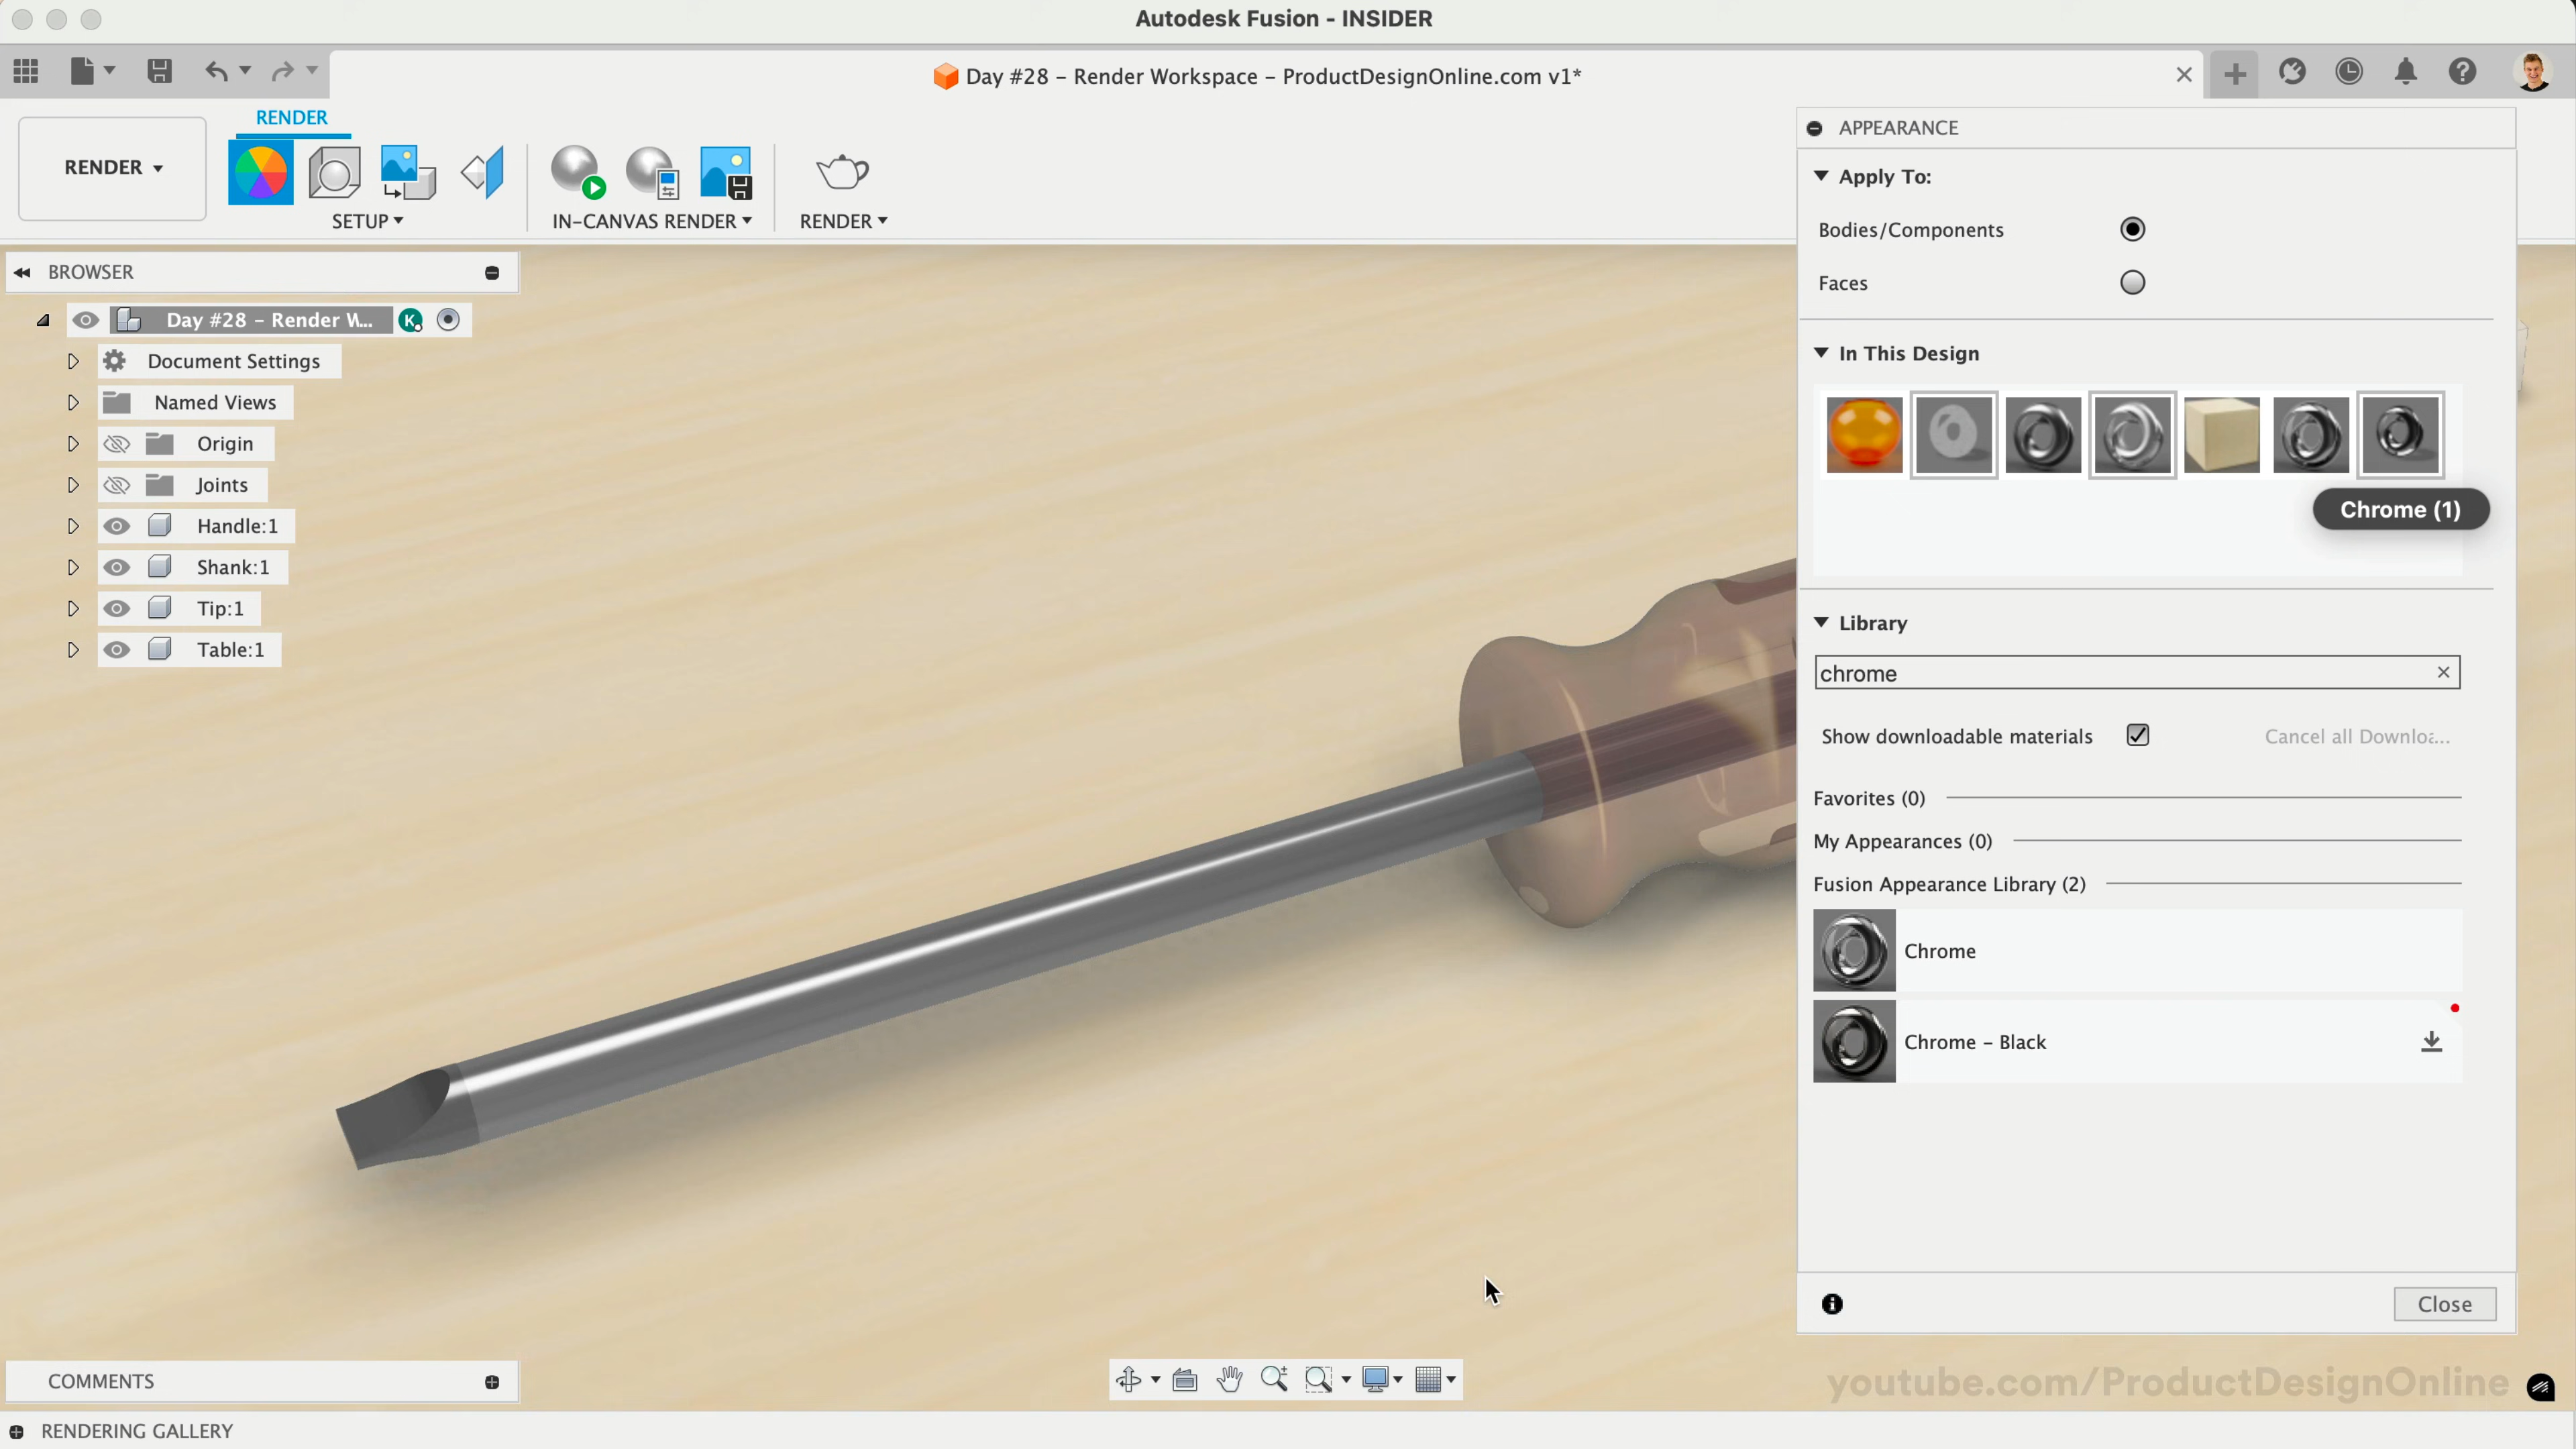 Autodesk Fusion - INSIDER
Day #28 – Render Workspace – ProductDesignOnline.com v1*
RENDER
RENDER
SETUP
IN-CANVAS RENDER
RENDER
BROWSER
Day #28 – Render W...
K
Document Settings
Named Views
Origin
Joints
Handle:1
Shank:1
Tip:1
Table:1
APPEARANCE
Apply To:
Bodies/Components
Faces
In This Design
Chrome (1)
Library
chrome
Show downloadable materials
Cancel all Downloa...
Favorites (0)
My Appearances (0)
Fusion Appearance Library (2)
Chrome
Chrome – Black
Close
COMMENTS
youtube.com/ProductDesignOnline
RENDERING GALLERY